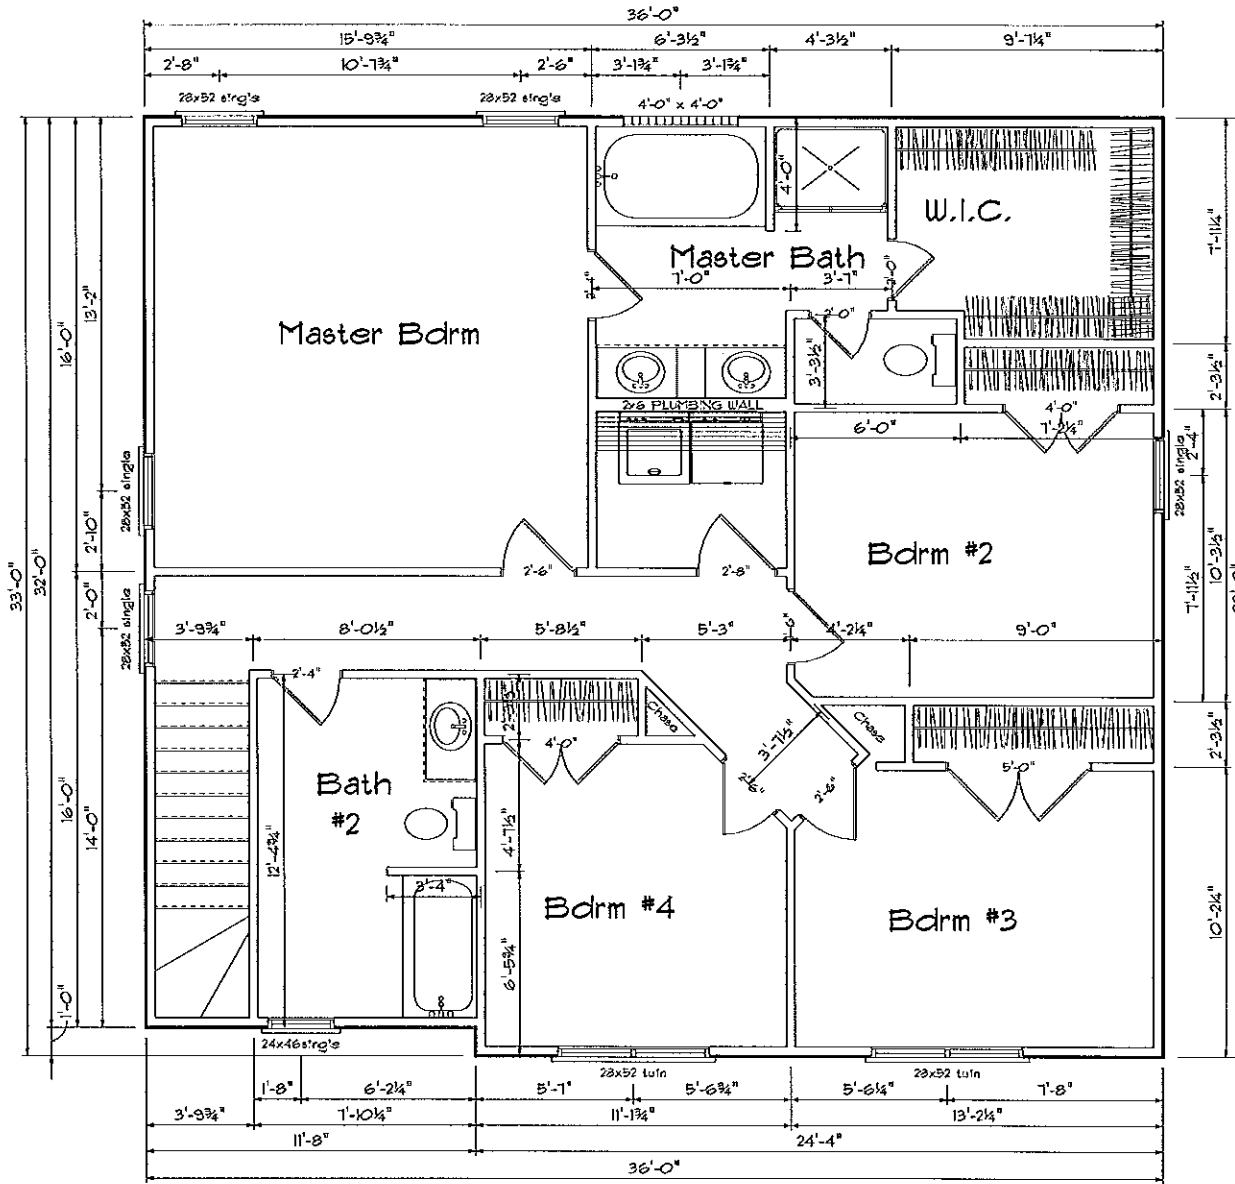 36'-0"
15'-9¾" 6'-3½" 4'-3½" 9'-7¼"
2'-8" 10'-7¾" 2'-6" 3'-1¾" 3'-1¾"
28x52 single 28x52 single 4'-0" x 4'-0"
4'-0"
W.I.C.
7'-11¼"
Master Bath
7'-0" 3'-7" 2'-0"
2'-4"
13'-2"
16'-0"
Master Bdrm
2'-0"
3'-3½"
2'-3½"
2x6 PLUMBING WALL
4'-0"
6'-0" 7'-2¼"
2'-4"
28x52 single
28x52 single
2'-10"
Bdrm #2
10'-3½"
7'-11½"
33'-0"
32'-0"
2'-6" 2'-8"
2'-0"
28x52 single
3'-9¾" 8'-0½" 5'-8½" 5'-3" 4'-2¼" 9'-0"
2'-4"
Chase
Chase
3'-7½"
2'-3½"
4'-0"
5'-0"
2'-6" 2'-6"
Bath
#2
16'-0"
14'-0"
12'-4¾"
4'-7½"
3'-4"
Bdrm #4
Bdrm #3
10'-2¼"
6'-5¾"
1'-0"
24x46 single
28x52 twin 28x52 twin
1'-8" 6'-2¼" 5'-7" 5'-6¾" 5'-6¼" 7'-8"
3'-9¾" 7'-10¼" 11'-1¾" 13'-2¼"
11'-8" 24'-4"
36'-0"